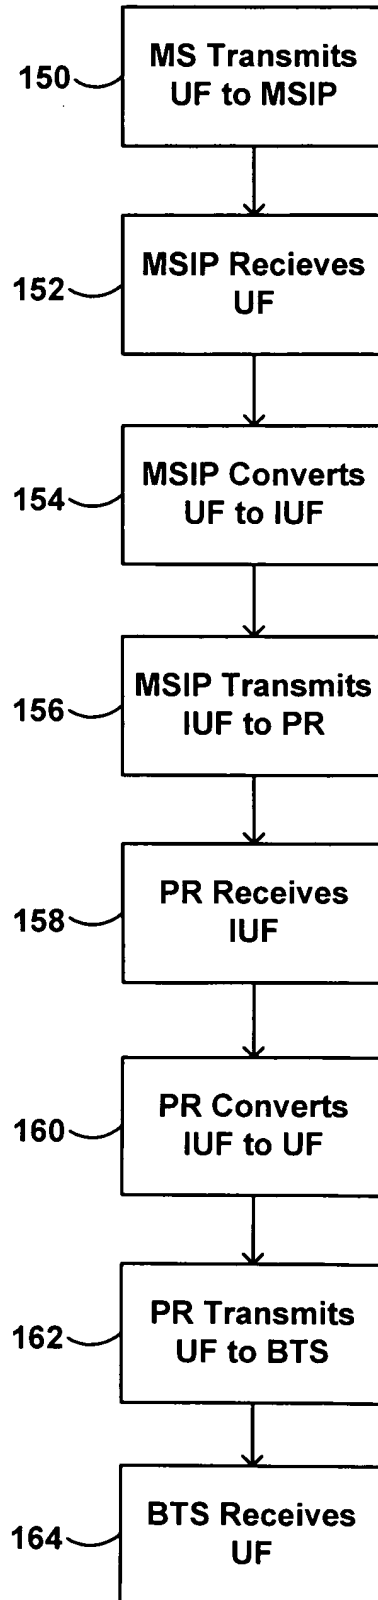 150
MS Transmits
UF to MSIP
152
MSIP Recieves
UF
154
MSIP Converts
UF to IUF
156
MSIP Transmits
IUF to PR
158
PR Receives
IUF
160
PR Converts
IUF to UF
162
PR Transmits
UF to BTS
164
BTS Receives
UF